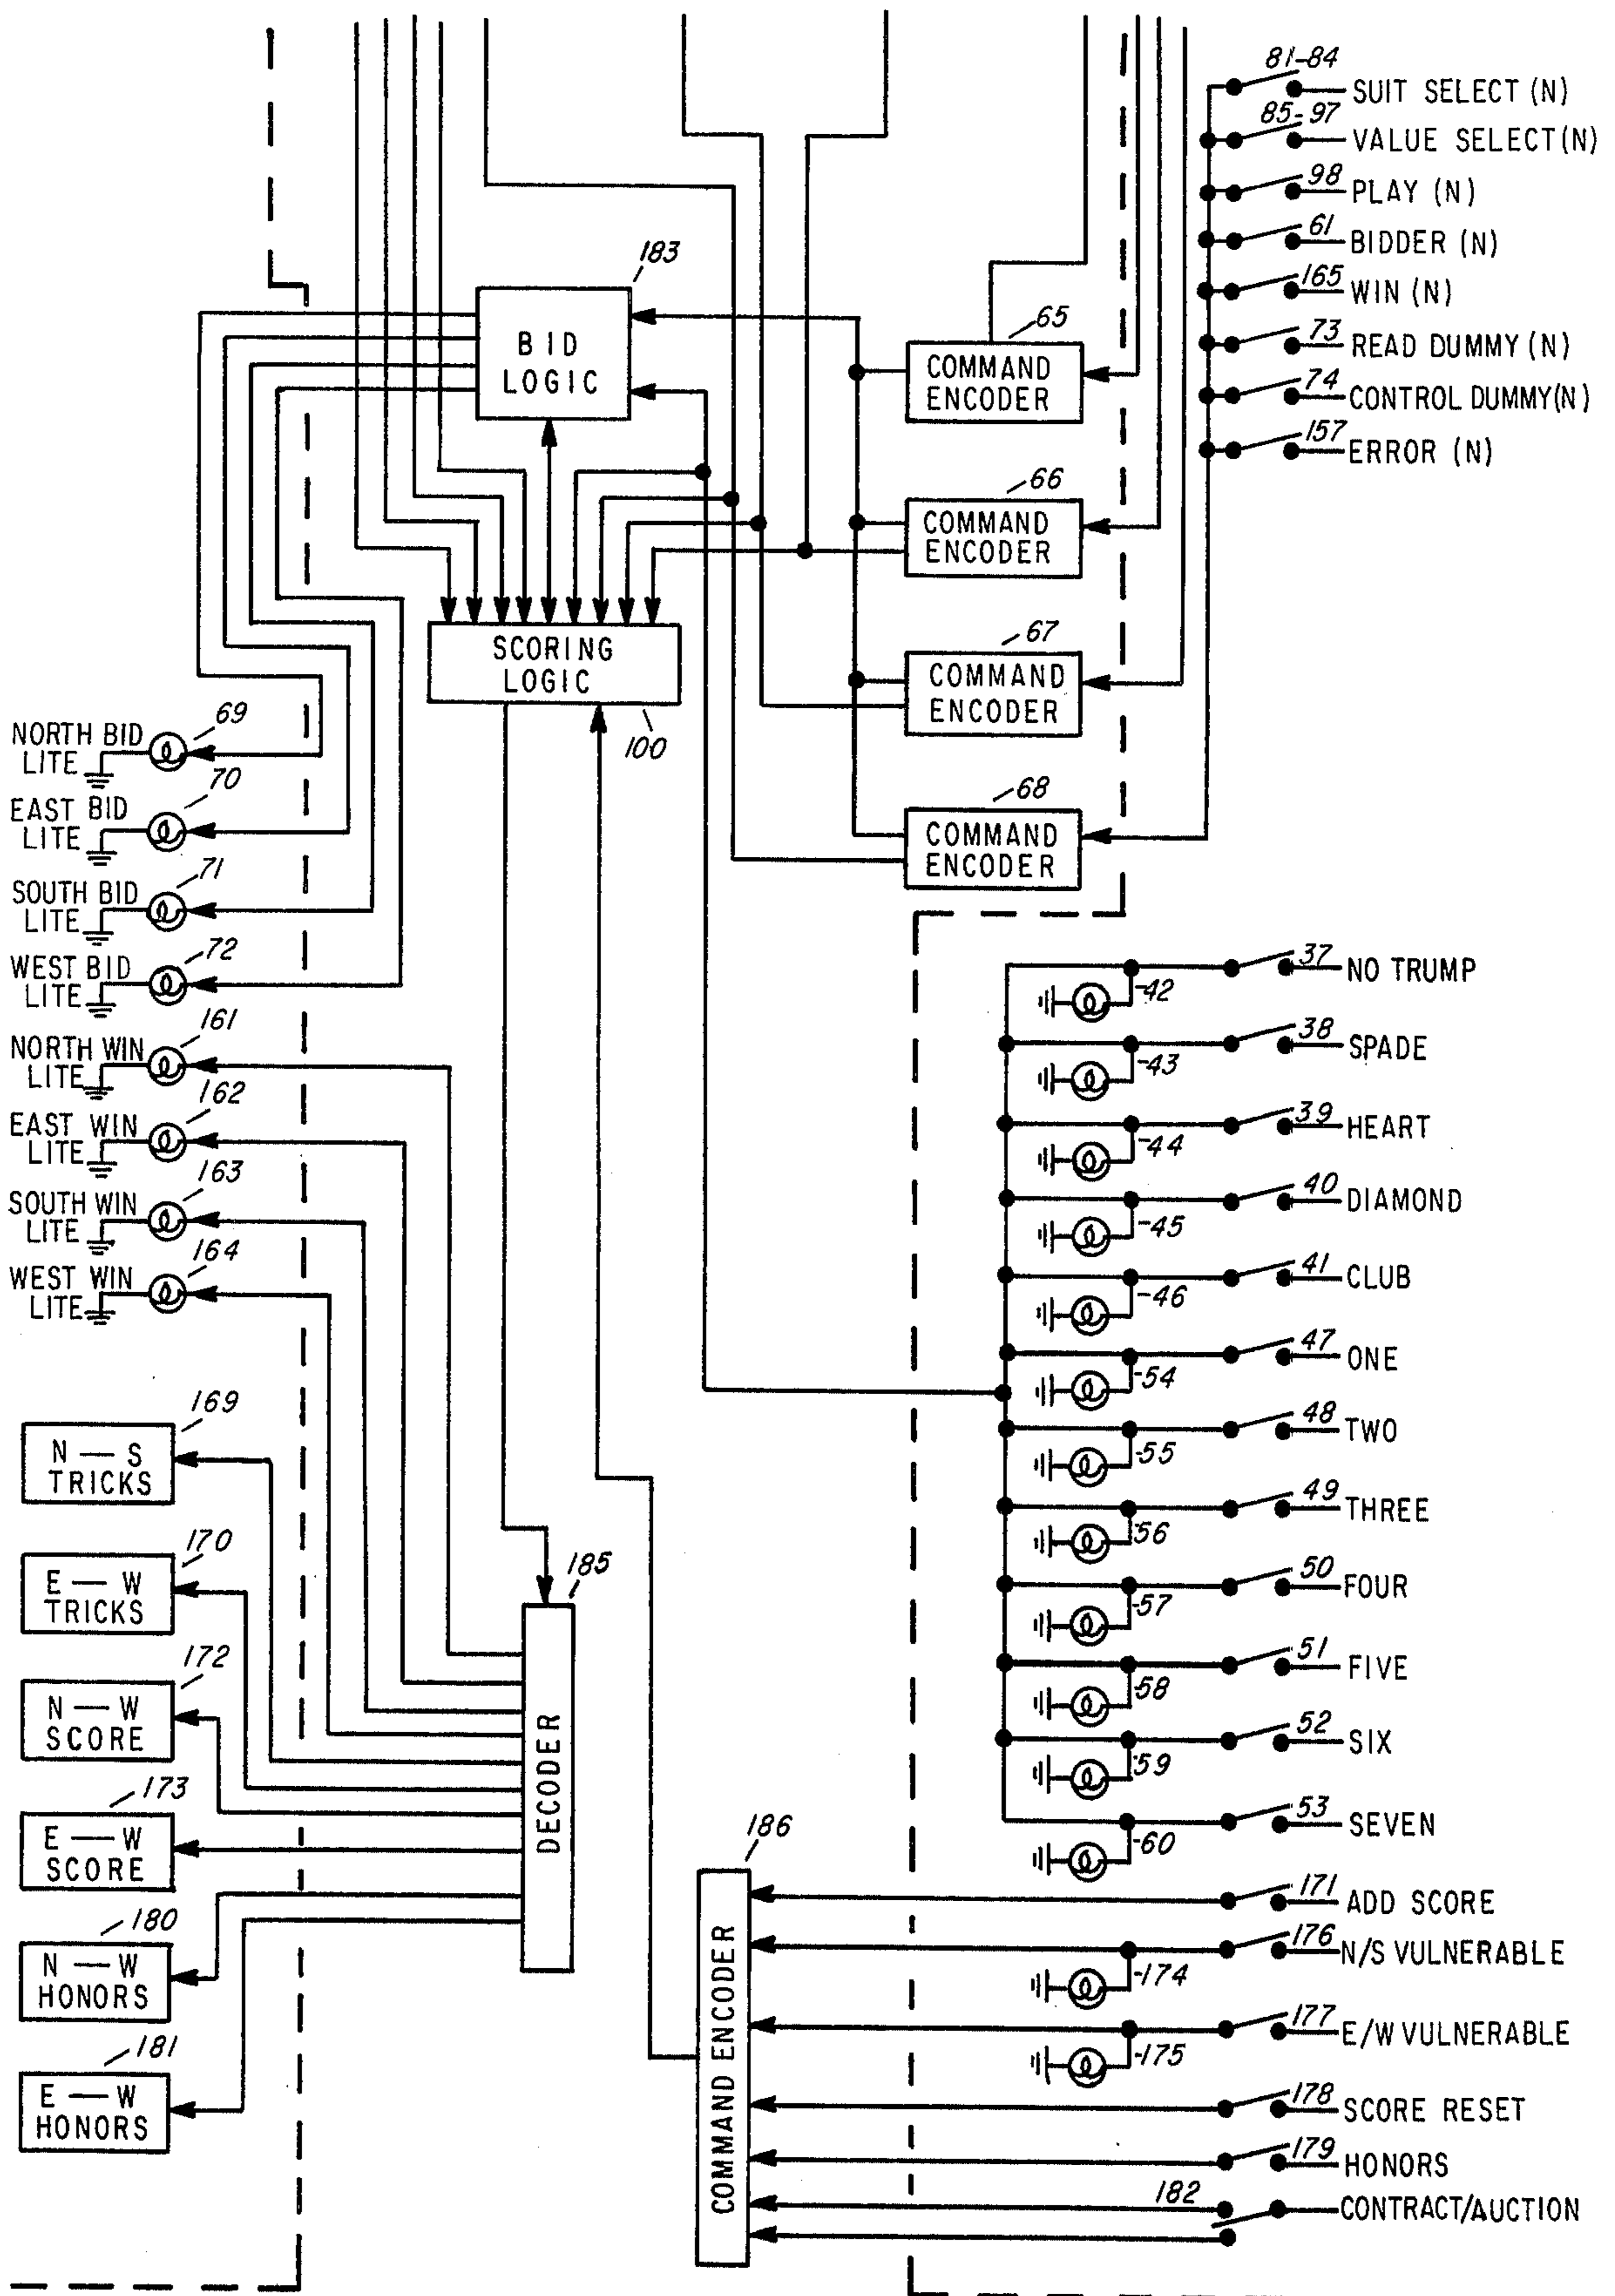 81-84
SUIT SELECT (N)
85-97
VALUE SELECT (N)
98
PLAY (N)
61
BIDDER (N)
165
WIN (N)
73
READ DUMMY (N)
74
CONTROL DUMMY(N)
157
ERROR (N)
183
BID
LOGIC
65
COMMAND
ENCODER
66
COMMAND
ENCODER
67
COMMAND
ENCODER
68
COMMAND
ENCODER
SCORING
LOGIC
100
NORTH BID
LITE
69
EAST BID
LITE
70
SOUTH BID
LITE
71
WEST BID
LITE
72
NORTH WIN
LITE
161
EAST WIN
LITE
162
SOUTH WIN
LITE
163
WEST WIN
LITE
164
37
NO TRUMP
42
38
SPADE
43
39
HEART
44
40
DIAMOND
45
41
CLUB
46
47
ONE
54
48
TWO
55
49
THREE
56
50
FOUR
57
51
FIVE
58
52
SIX
59
53
SEVEN
60
169
N — S
TRICKS
170
E — W
TRICKS
172
N — W
SCORE
173
E — W
SCORE
180
N — W
HONORS
181
E — W
HONORS
185
DECODER
186
COMMAND ENCODER
171
ADD SCORE
176
N/S VULNERABLE
174
177
E/W VULNERABLE
175
178
SCORE RESET
179
HONORS
182
CONTRACT/AUCTION